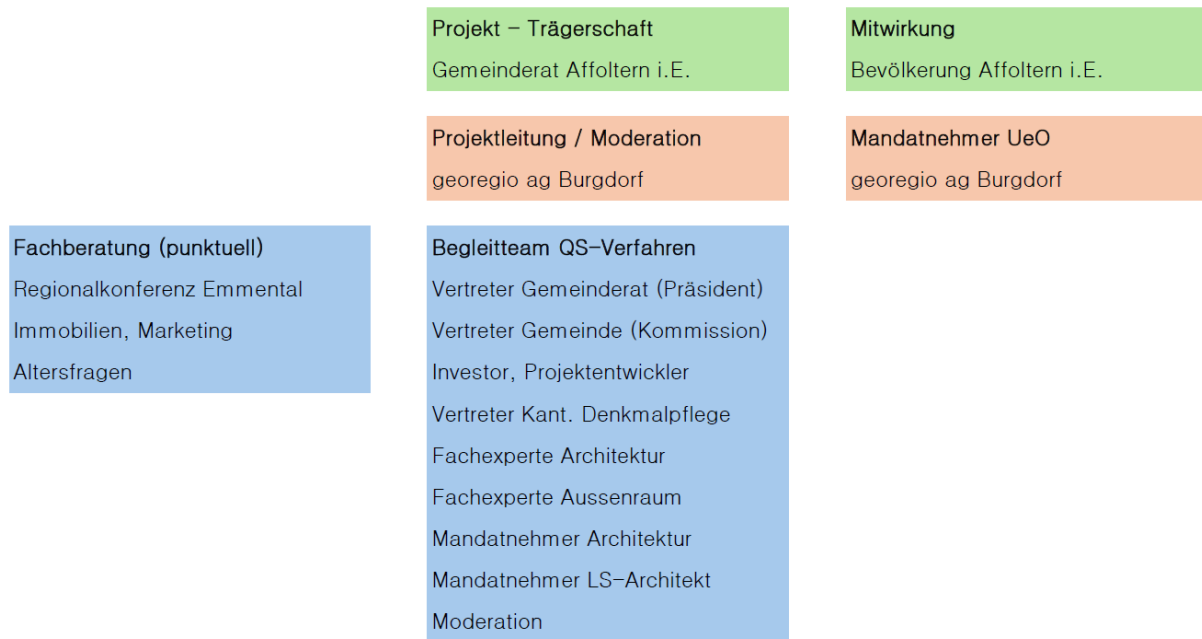 Projekt – Trägerschaft
Gemeinderat Affoltern i.E.
Mitwirkung
Bevölkerung Affoltern i.E.
Projektleitung / Moderation
georegio ag Burgdorf
Mandatnehmer UeO
georegio ag Burgdorf
Fachberatung (punktuell)
Regionalkonferenz Emmental
Immobilien, Marketing
Altersfragen
Begleitteam QS-Verfahren
Vertreter Gemeinderat (Präsident)
Vertreter Gemeinde (Kommission)
Investor, Projektentwickler
Vertreter Kant. Denkmalpflege
Fachexperte Architektur
Fachexperte Aussenraum
Mandatnehmer Architektur
Mandatnehmer LS-Architekt
Moderation